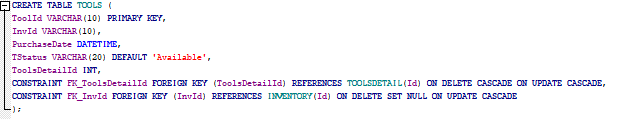 CREATE TABLE TOOLS (
ToolId VARCHAR(10) PRIMARY KEY,
InvId VARCHAR(10),
PurchaseDate DATETIME,
TStatus VARCHAR(20) DEFAULT 'Available',
ToolsDetailId INT,
CONSTRAINT FK_ToolsDetailId FOREIGN KEY (ToolsDetailId) REFERENCES TOOLSDETAIL(Id) ON DELETE CASCADE ON UPDATE CASCADE,
CONSTRAINT FK_InvId FOREIGN KEY (InvId) REFERENCES INVENTORY(Id) ON DELETE SET NULL ON UPDATE CASCADE
);